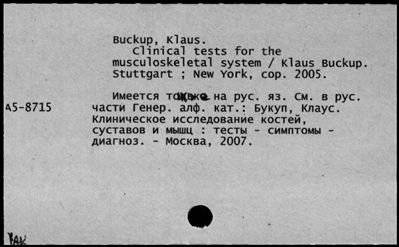 Buckup, Klaus.
Clinical tests for the
musculoskeletal system / Klaus Buckup.
Stuttgart ; New York, cop. 2005.
Имеется на рус. яз. См. в рус.
А5-8715 части Генер. алф. кат.: Букуп, Клаус.
Клиническое исследование костей,
суставов и мышц : тесты - симптомы -
диагноз. - Москва, 2007.